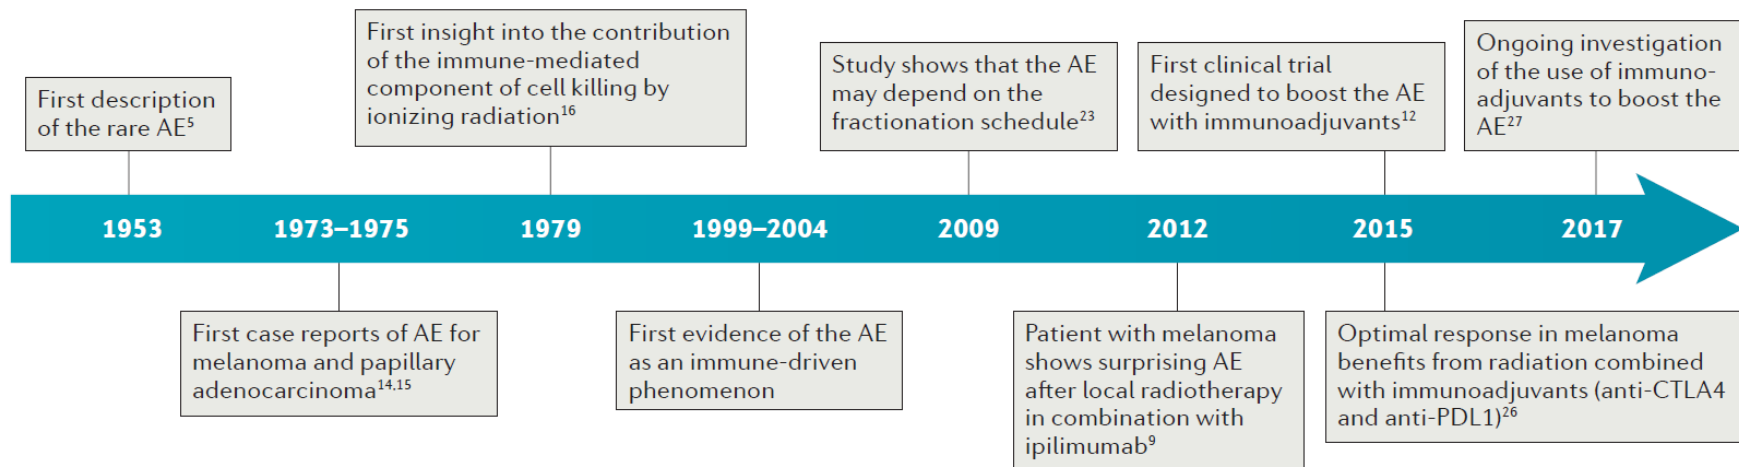 First description
of the rare AE⁵
First insight into the contribution
of the immune-mediated
component of cell killing by
ionizing radiation¹⁶
Study shows that the AE
may depend on the
fractionation schedule²³
First clinical trial
designed to boost the AE
with immunoadjuvants¹²
Ongoing investigation
of the use of immuno-
adjuvants to boost the
AE²⁷
1953
1973–1975
1979
1999–2004
2009
2012
2015
2017
First case reports of AE for
melanoma and papillary
adenocarcinoma¹⁴,¹⁵
First evidence of the AE
as an immune-driven
phenomenon
Patient with melanoma
shows surprising AE
after local radiotherapy
in combination with
ipilimumab⁹
Optimal response in melanoma
benefits from radiation combined
with immunoadjuvants (anti-CTLA4
and anti-PDL1)²⁶